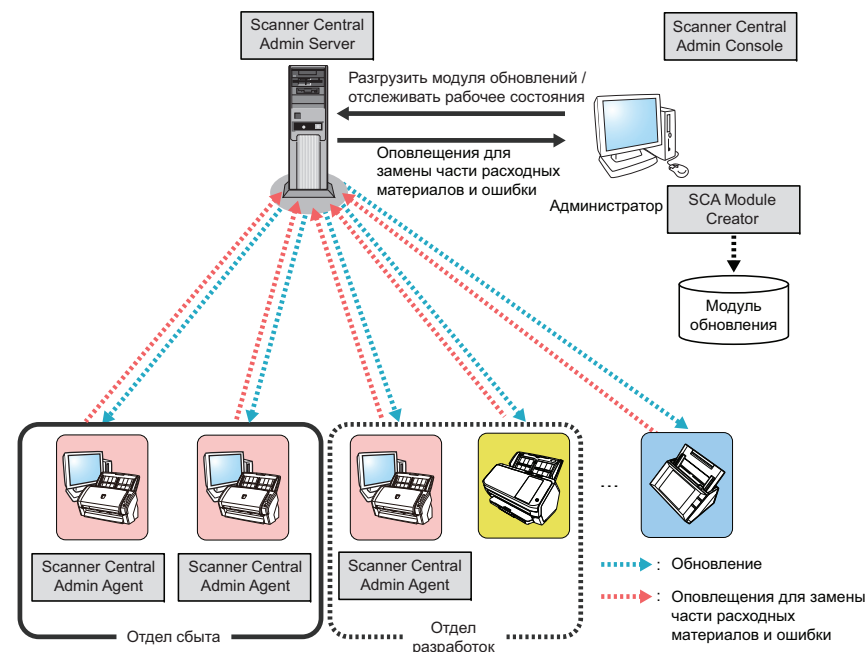 Scanner Central
Admin Server
Scanner Central
Admin Console
Разгрузить модуля обновлений /
отслеживать рабочее состояния
Оповлещения для
замены части расходных
материалов и ошибки
Администратор
SCA Module
Creator
Модуль
обновления
...
Scanner Central
Admin Agent
Scanner Central
Admin Agent
Scanner Central
Admin Agent
Отдел сбыта
Отдел
разработок
: Обновление
: Оповлещения для замены
части расходных
материалов и ошибки